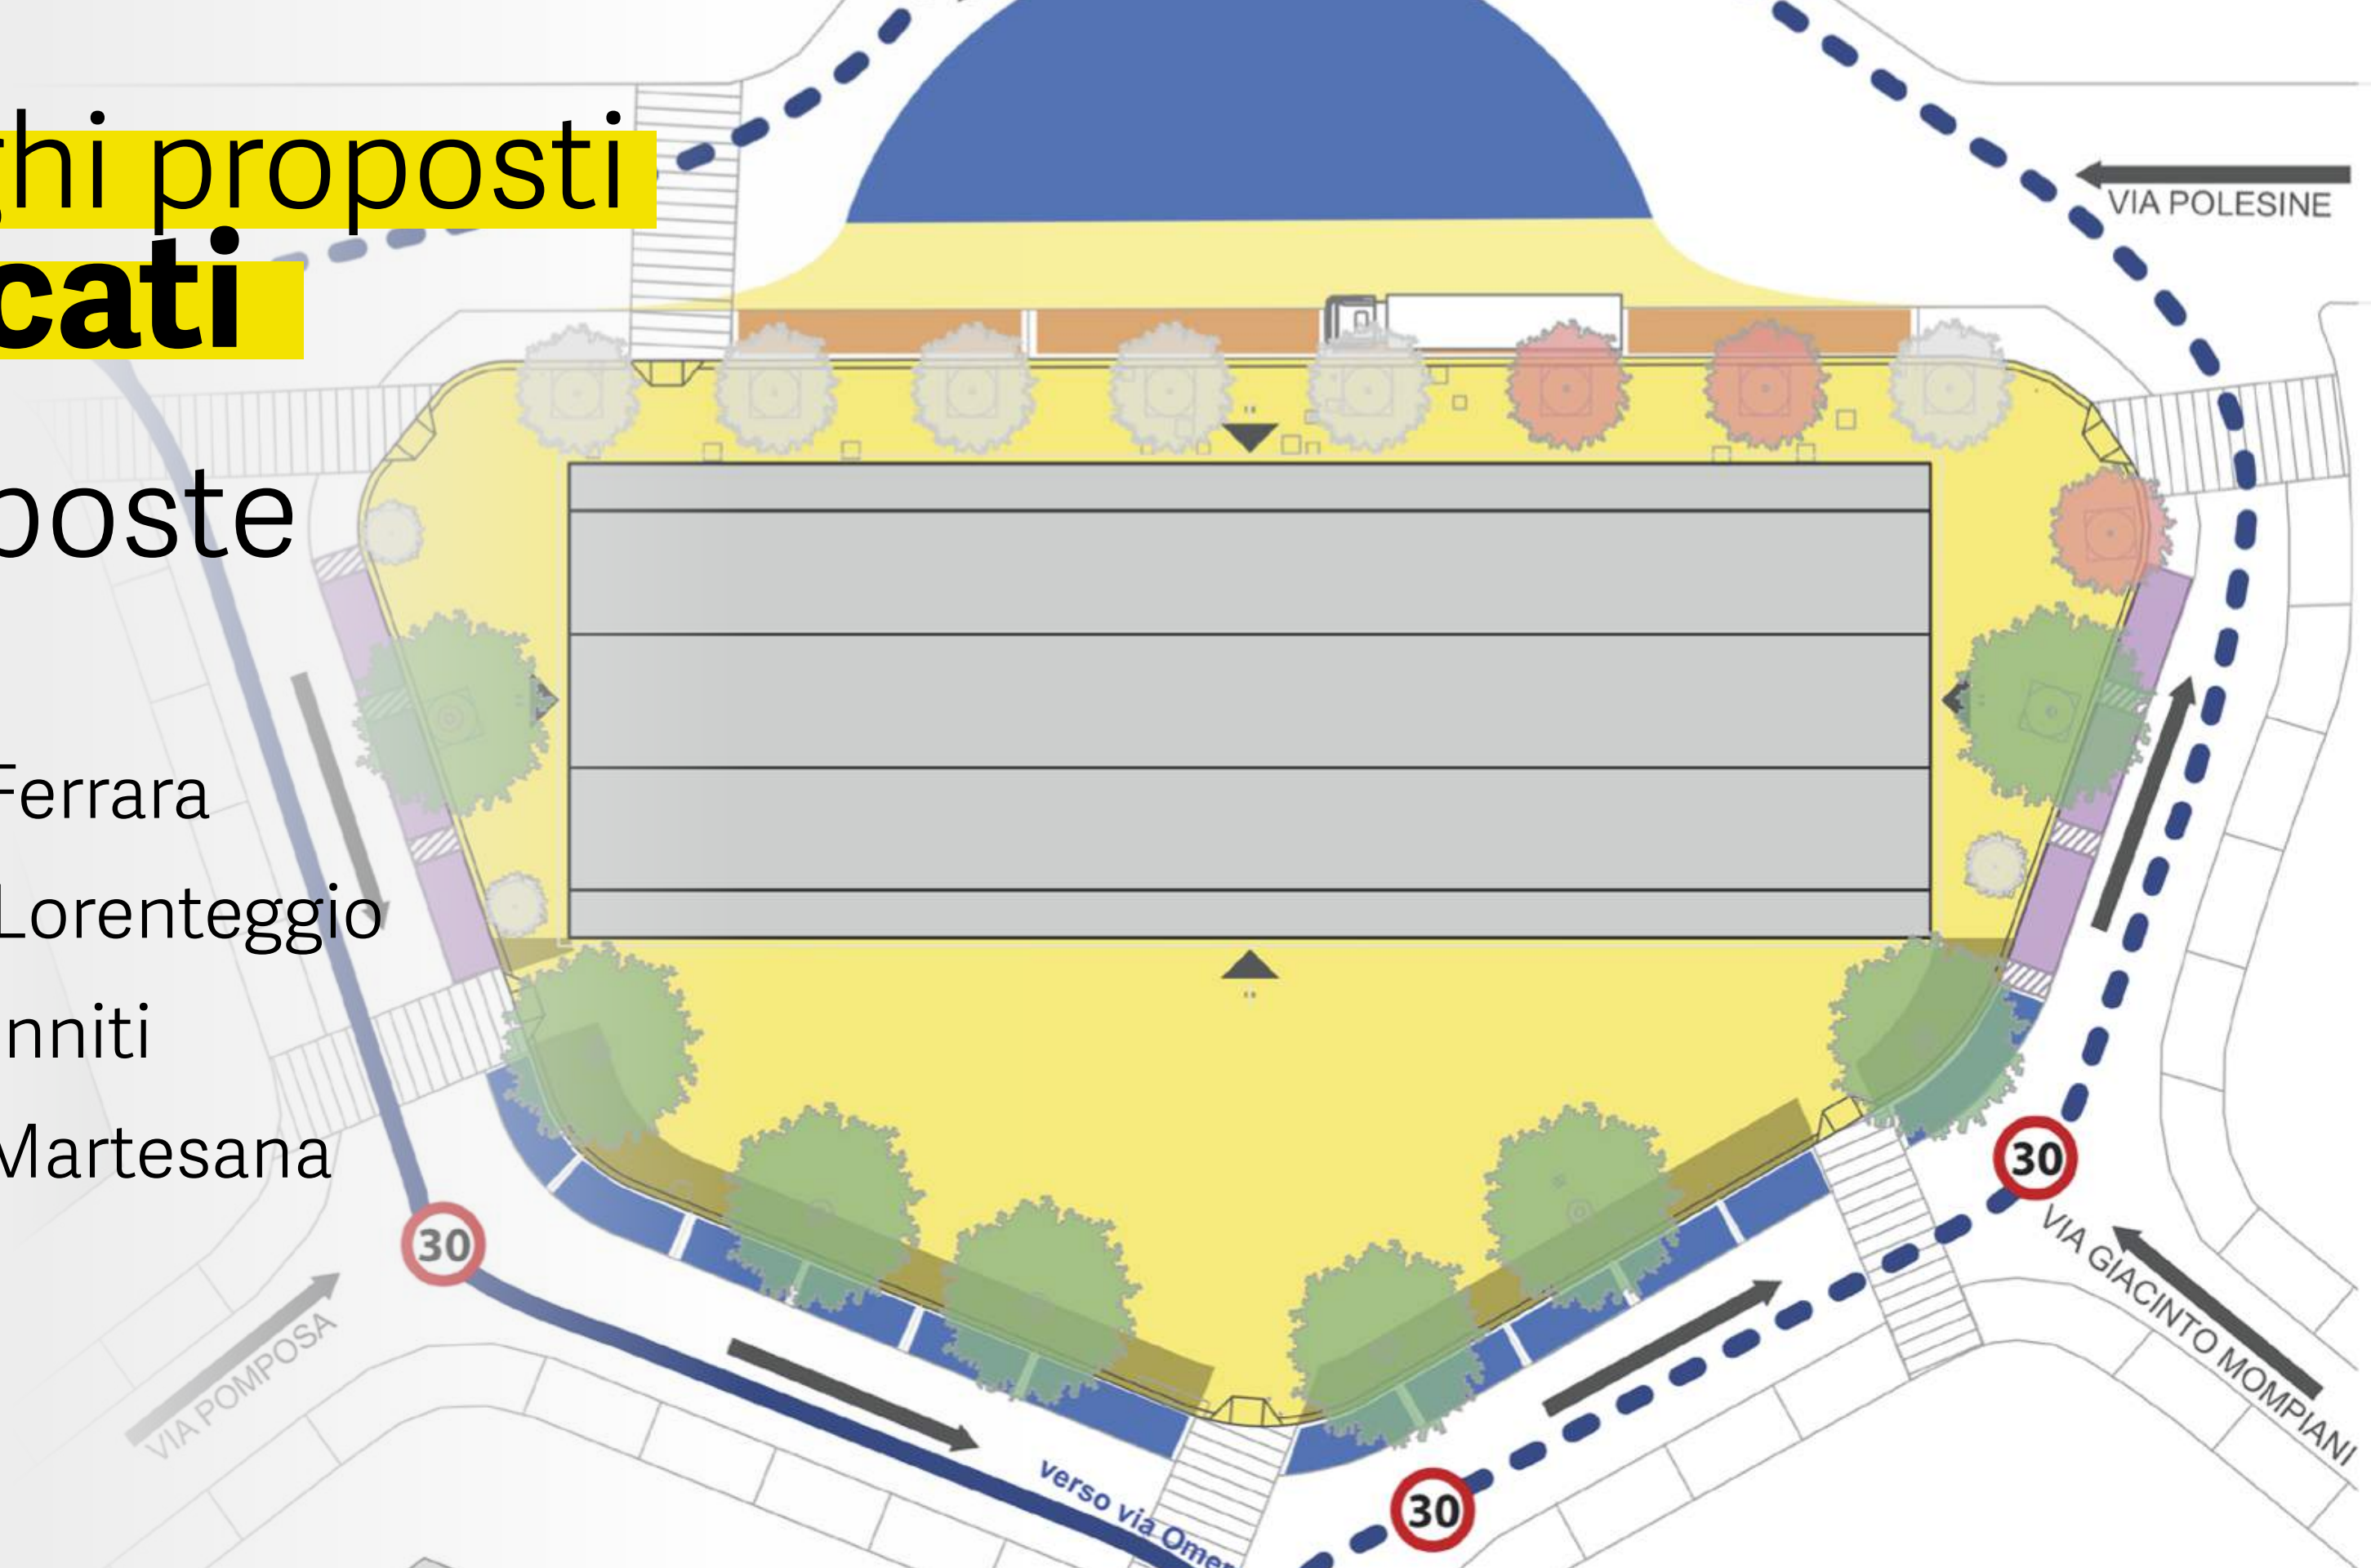 ghi proposti
cati
poste
Ferrara
Lorenteggio
nniti
Martesana
VIA POLESINE
30
30
30
VIA GIACINTO MOMPIANI
VIA POMPOSA
verso via Omer